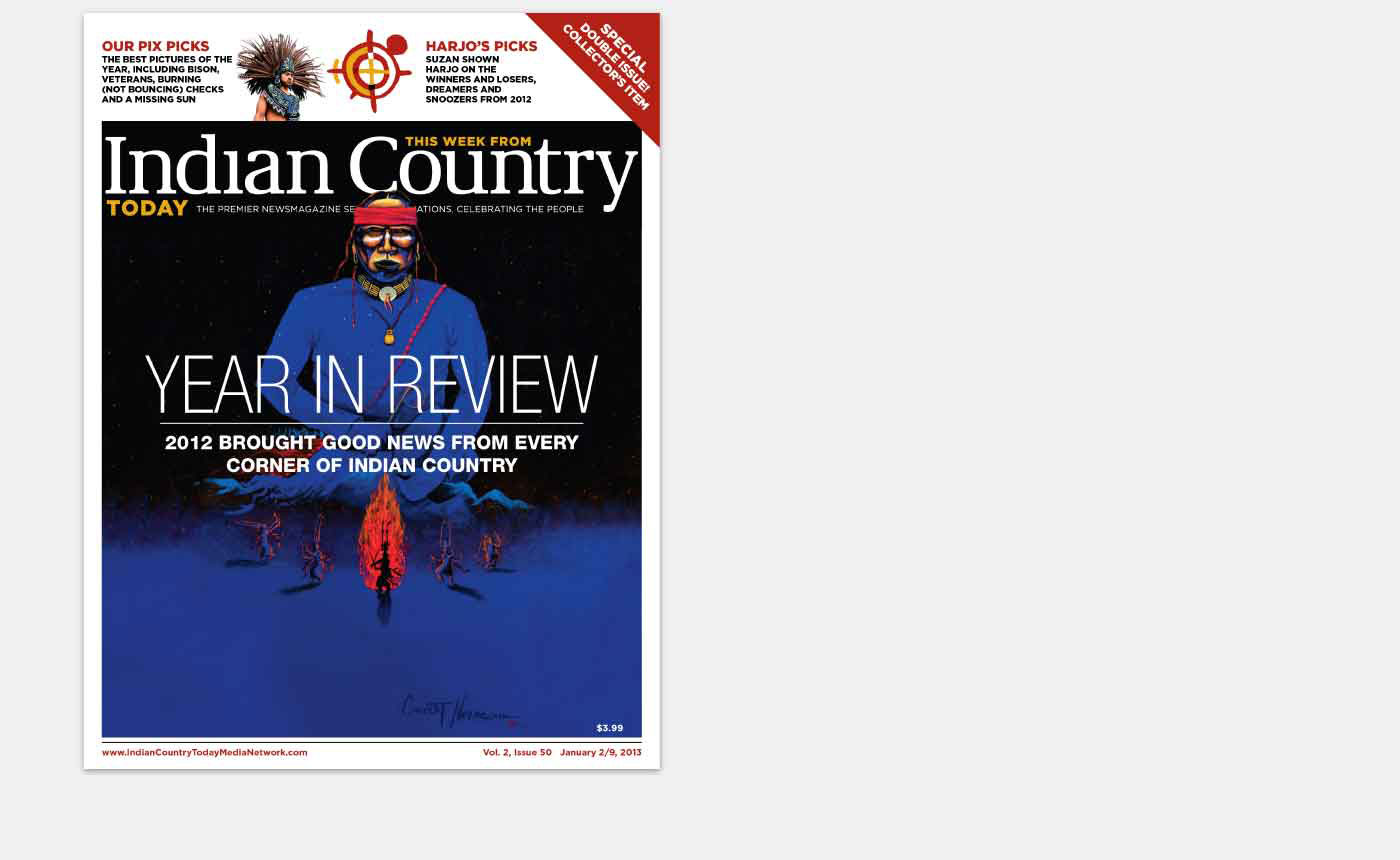 OUR PIX PICKS
THE BEST PICTURES OF THE
YEAR, INCLUDING BISON,
VETERANS, BURNING
(NOT BOUNCING) CHECKS
AND A MISSING SUN
HARJO'S PICKS
SUZAN SHOWN
HARJO ON THE
WINNERS AND LOSERS,
DREAMERS AND
SNOOZERS FROM 2012
SPECIAL
DOUBLE ISSUE!
COLLECTOR'S ITEM
THIS WEEK FROM
Indian Country
TODAY
THE PREMIER NEWSMAGAZINE SE ATIONS, CELEBRATING THE PEOPLE
YEAR IN REVIEW
2012 BROUGHT GOOD NEWS FROM EVERY
CORNER OF INDIAN COUNTRY
$3.99
www.IndianCountryTodayMediaNetwork.com
Vol. 2, Issue 50 January 2/9, 2013